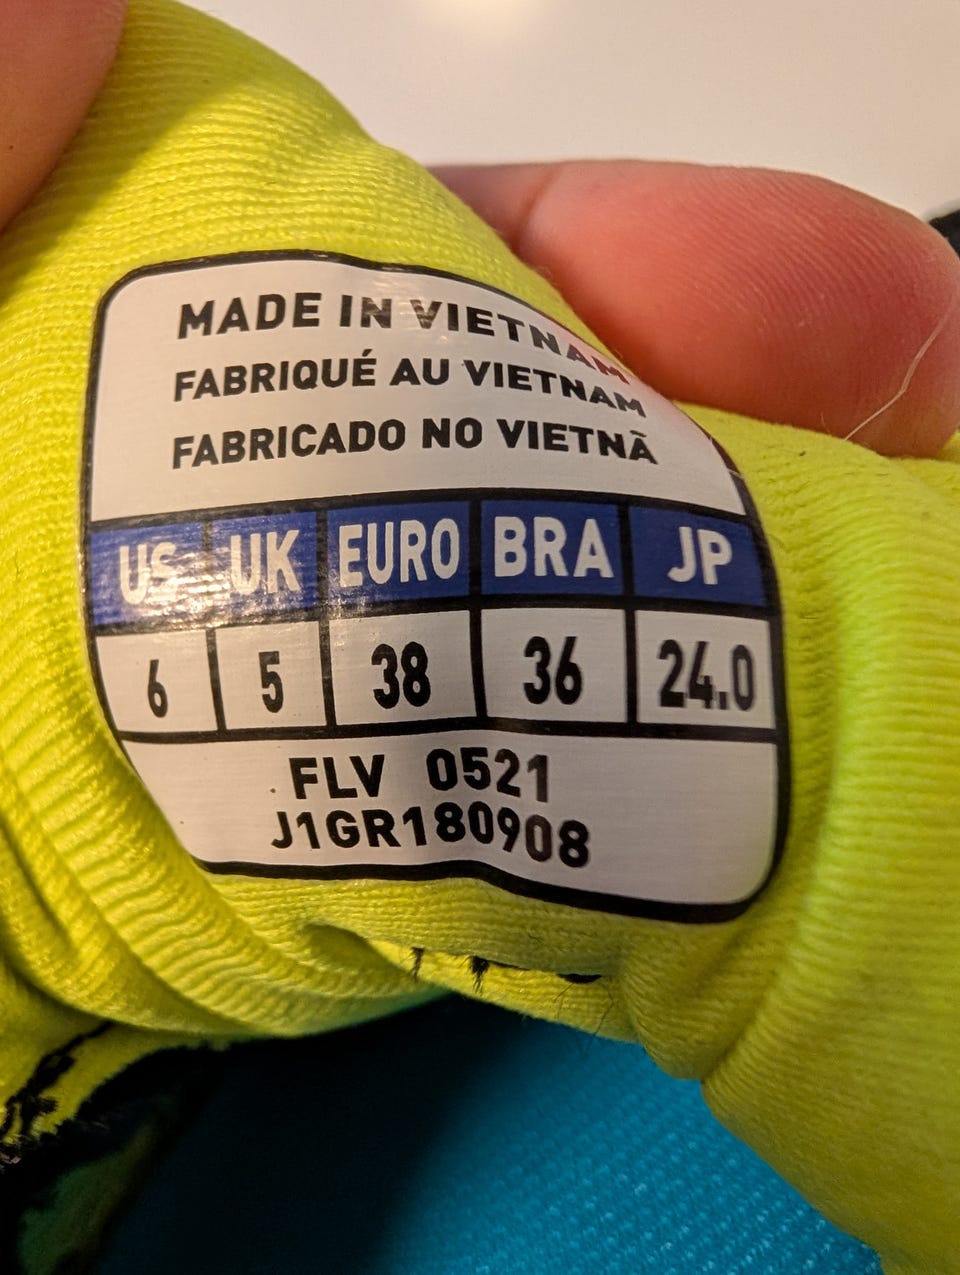 MADE IN VIETNAM
FABRIQUÉ AU VIETNAM
FABRICADO NO VIETNÃ
US UK EURO BRA JP
6 5 38 36 24.0
FLV 0521
J1GR180908